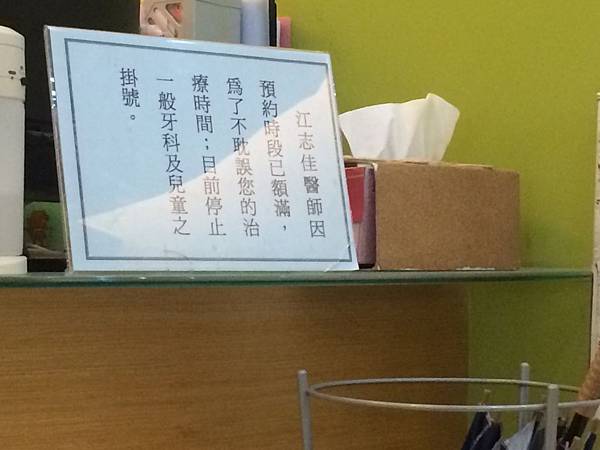 江志佳醫師因
預約時段已額滿，
為了不耽誤您的治
療時間；目前停止
一般牙科及兒童之
掛號。